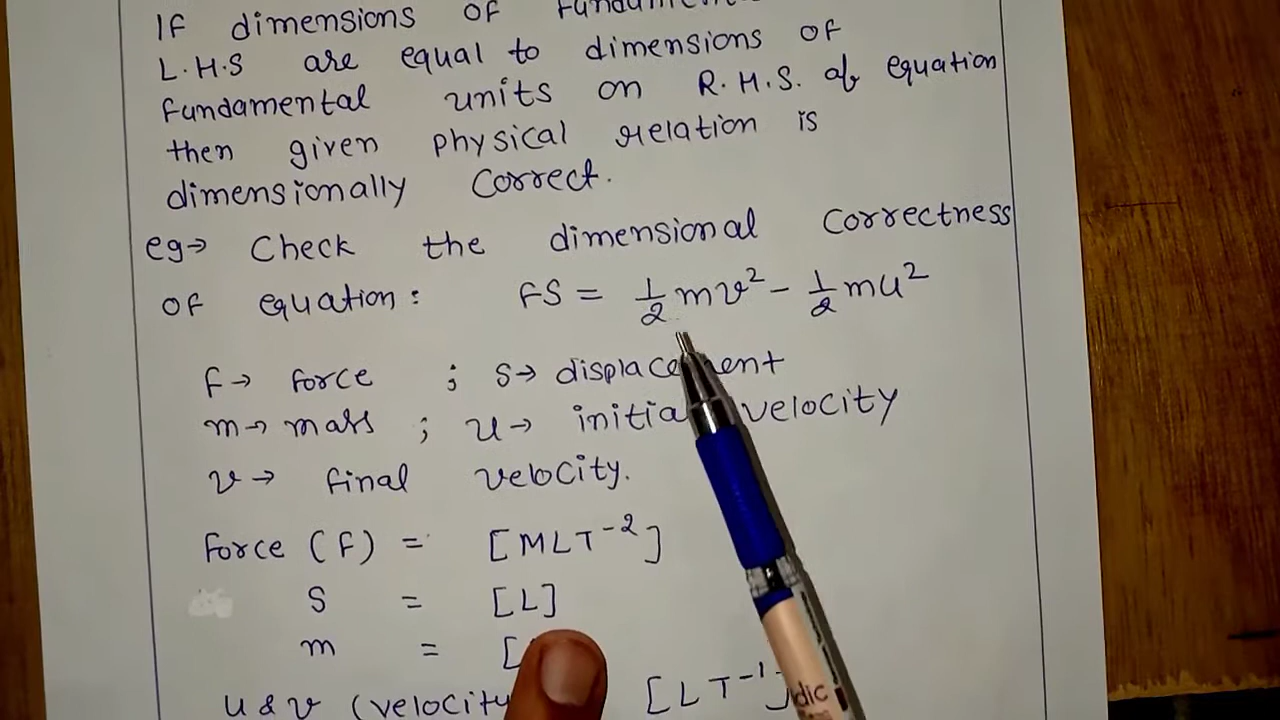 If dimensions of
L.H.S are equal to dimensions of
fundamental units on R.H.S. of equation
then given physical relation is
dimensionally correct.
eg→ Check the dimensional correctness
of equation: FS = 1/2 mv² - 1/2 mu²
F→ force ; S→ displacement
m→ mass ; u→ initial velocity
v→ final velocity.
Force (F) = [MLT⁻²]
S = [L]
m = [
u & v (velocity [LT⁻¹]